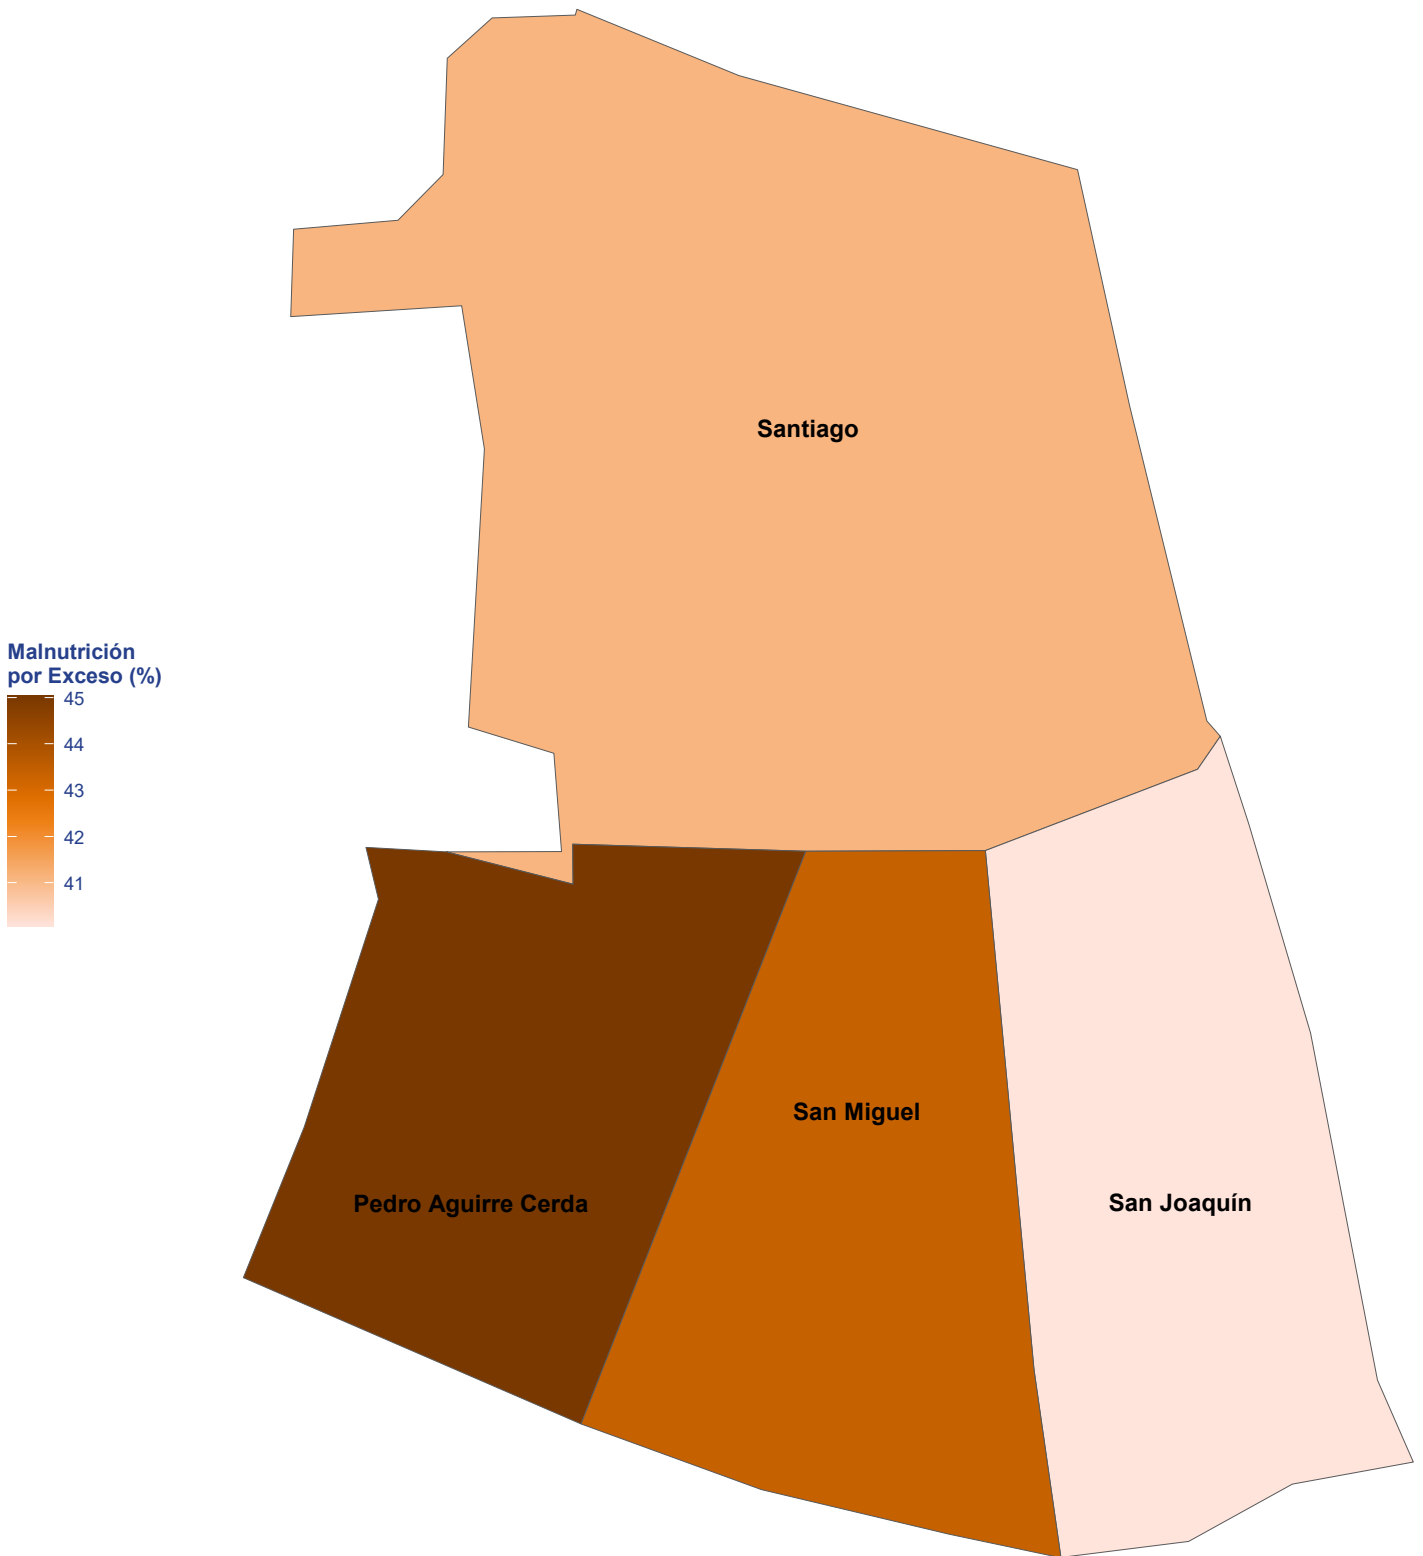 Santiago
Malnutrición
por Exceso (%)
45
44
43
42
41
San Miguel
Pedro Aguirre Cerda
San Joaquín